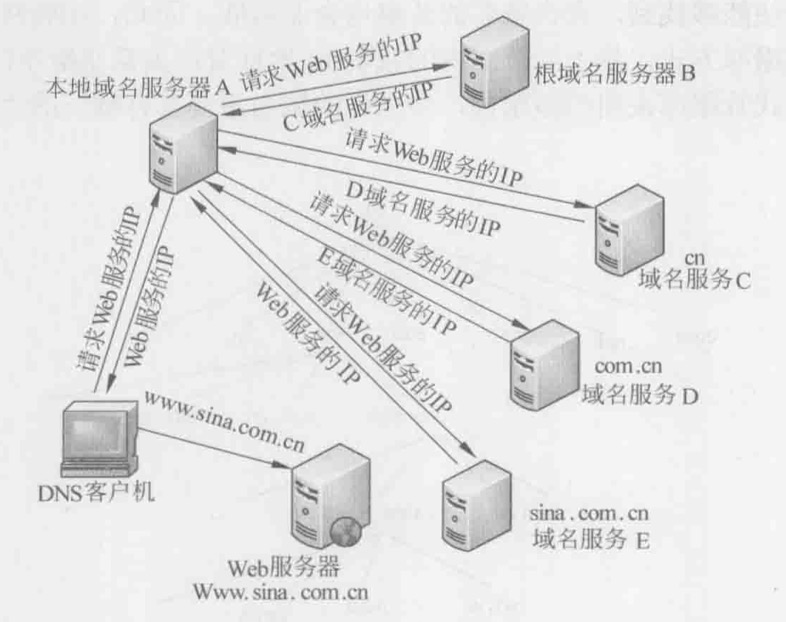 请求Web服务的IP
本地域名服务器A
C域名服务的IP
根域名服务器B
请求Web服务的IP
D域名服务的IP
请求Web服务的IP
E域名服务的IP
cn
域名服务C
请求Web服务的IP
Web服务的IP
请求Web服务的IP
Web服务的IP
com.cn
域名服务D
www.sina.com.cn
DNS客户机
sina.com.cn
域名服务 E
Web服务器
Www.sina.com.cn